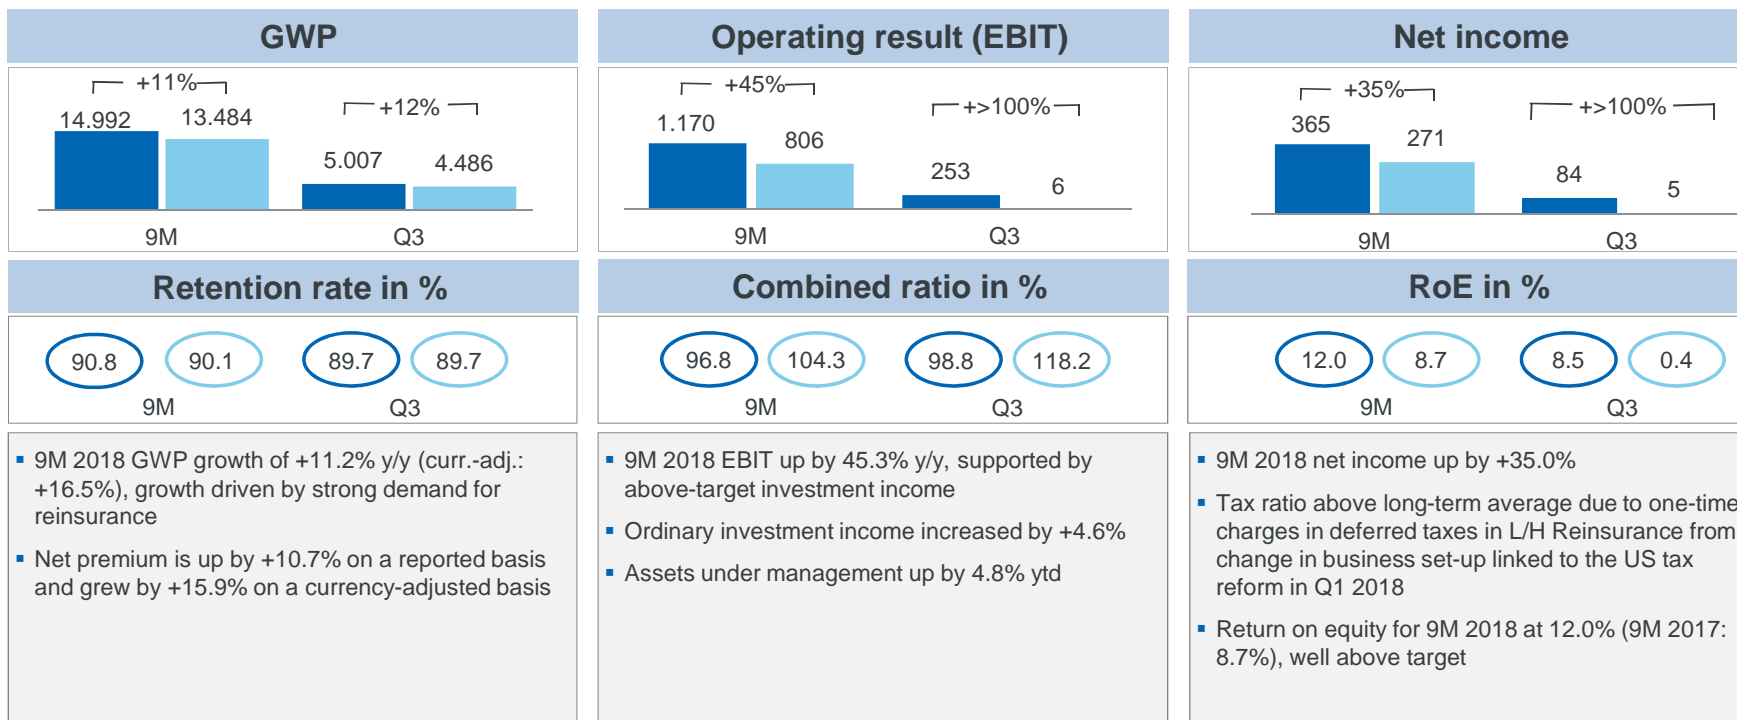 GWP
+11%
14.992
13.484
+12%
5.007
4.486
9M
Q3
Operating result (EBIT)
+45%
1.170
806
+>100%
253
6
9M
Q3
Net income
+35%
365
271
+>100%
84
5
9M
Q3
Retention rate in %
90.8
90.1
89.7
89.7
9M
Q3
Combined ratio in %
96.8
104.3
98.8
118.2
9M
Q3
RoE in %
12.0
8.7
8.5
0.4
9M
Q3
▪ 9M 2018 GWP growth of +11.2% y/y (curr.-adj.:
+16.5%), growth driven by strong demand for
reinsurance
▪ Net premium is up by +10.7% on a reported basis
and grew by +15.9% on a currency-adjusted basis
▪ 9M 2018 EBIT up by 45.3% y/y, supported by
above-target investment income
▪ Ordinary investment income increased by +4.6%
▪ Assets under management up by 4.8% ytd
▪ 9M 2018 net income up by +35.0%
▪ Tax ratio above long-term average due to one-time
charges in deferred taxes in L/H Reinsurance from
change in business set-up linked to the US tax
reform in Q1 2018
▪ Return on equity for 9M 2018 at 12.0% (9M 2017:
8.7%), well above target